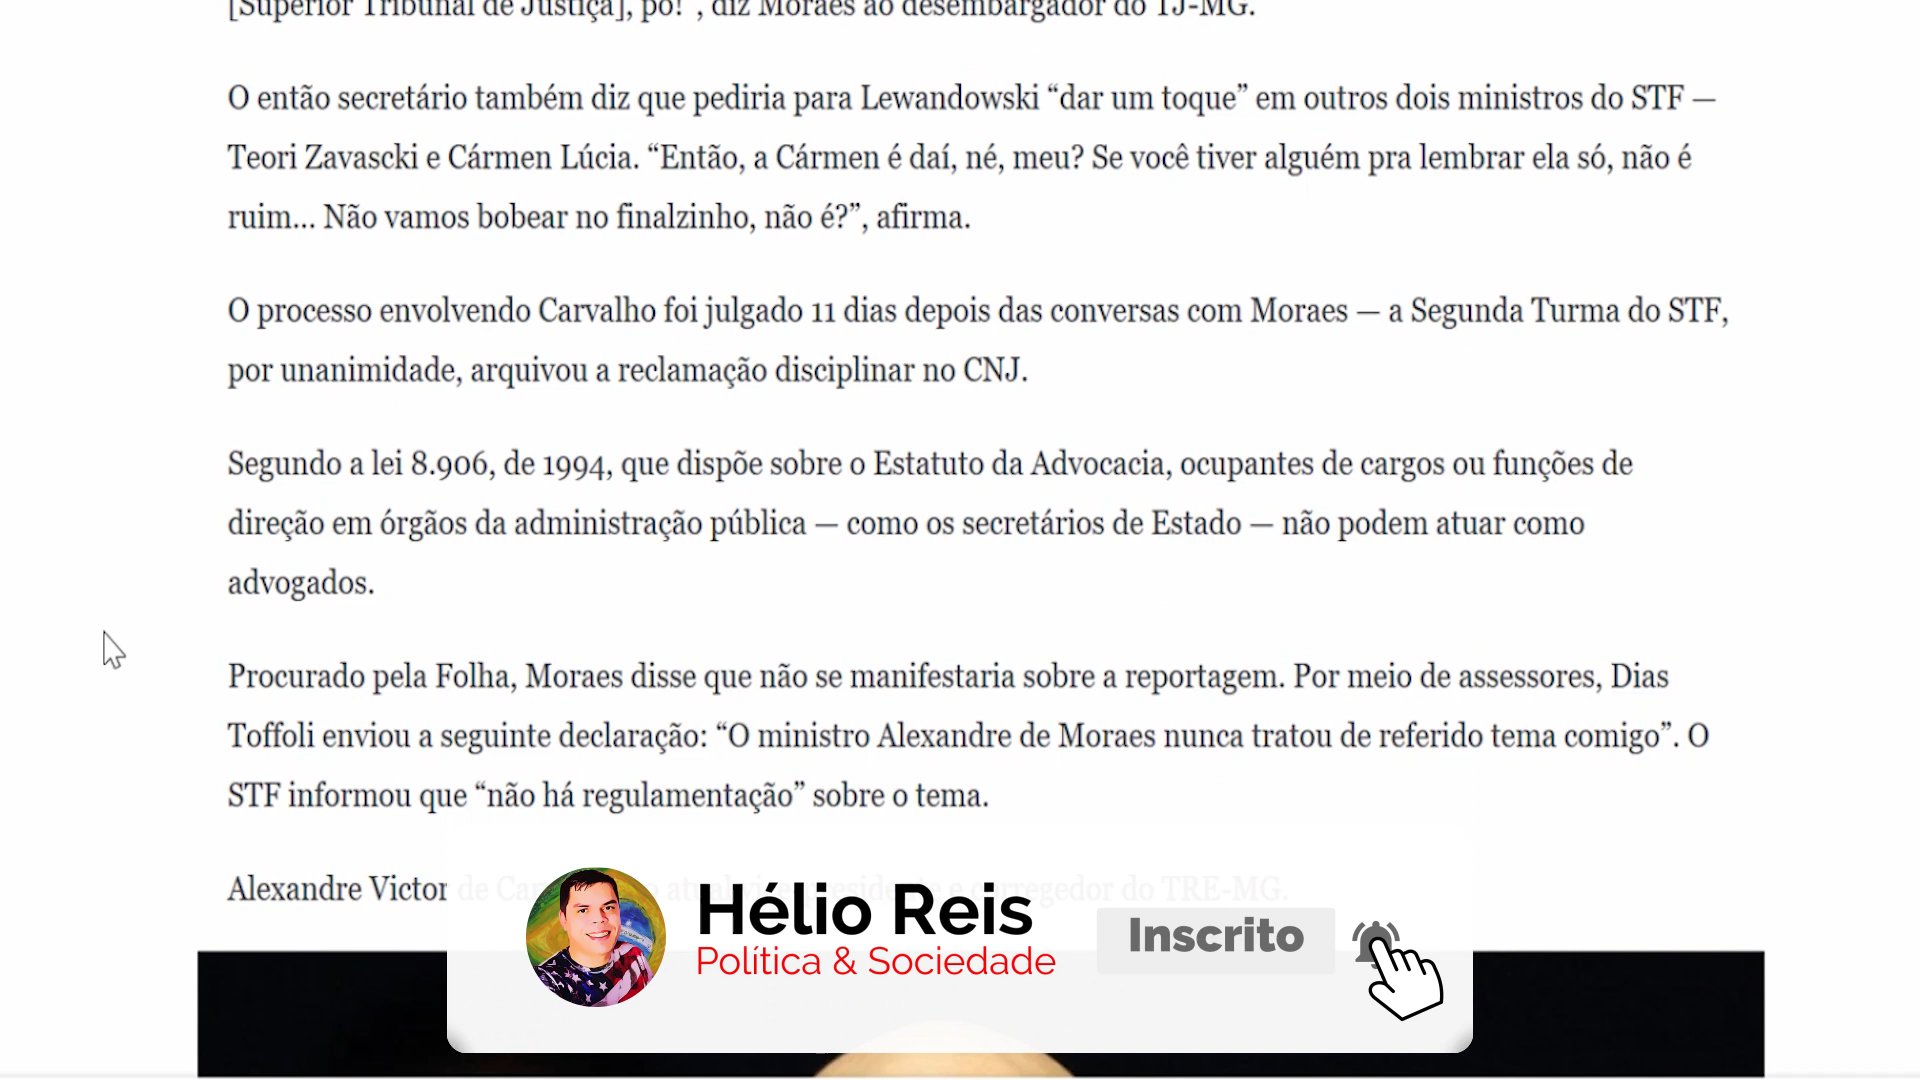 [Superior Tribunal de Justiça], pô!”, diz Moraes ao desembargador do TJ-MG.
O então secretário também diz que pediria para Lewandowski “dar um toque” em outros dois ministros do STF —
Teori Zavascki e Cármen Lúcia. “Então, a Cármen é daí, né, meu? Se você tiver alguém pra lembrar ela só, não é
ruim... Não vamos bobear no finalzinho, não é?”, afirma.
O processo envolvendo Carvalho foi julgado 11 dias depois das conversas com Moraes — a Segunda Turma do STF,
por unanimidade, arquivou a reclamação disciplinar no CNJ.
Segundo a lei 8.906, de 1994, que dispõe sobre o Estatuto da Advocacia, ocupantes de cargos ou funções de
direção em órgãos da administração pública — como os secretários de Estado — não podem atuar como
advogados.
Procurado pela Folha, Moraes disse que não se manifestaria sobre a reportagem. Por meio de assessores, Dias
Toffoli enviou a seguinte declaração: “O ministro Alexandre de Moraes nunca tratou de referido tema comigo”. O
STF informou que “não há regulamentação” sobre o tema.
Alexandre Victor de e corregedor do TRE-MG.
Hélio Reis
Política & Sociedade
Inscrito